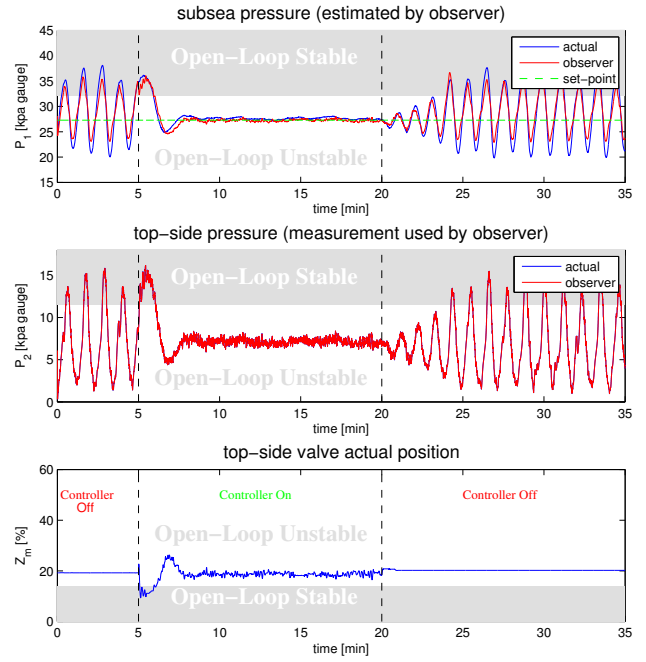 subsea pressure (estimated by observer)
45
40
35
30
25
20
15
P1 [kpa gauge]
Open-Loop Stable
Open-Loop Unstable
actual
observer
set-point
0 5 10 15 20 25 30 35
time [min]
top-side pressure (measurement used by observer)
15
10
5
0
P2 [kpa gauge]
Open-Loop Stable
Open-Loop Unstable
actual
observer
0 5 10 15 20 25 30 35
time [min]
top-side valve actual position
60
40
20
0
Zm [%]
Controller
Off
Controller On
Controller Off
Open-Loop Unstable
Open-Loop Stable
0 5 10 15 20 25 30 35
time [min]